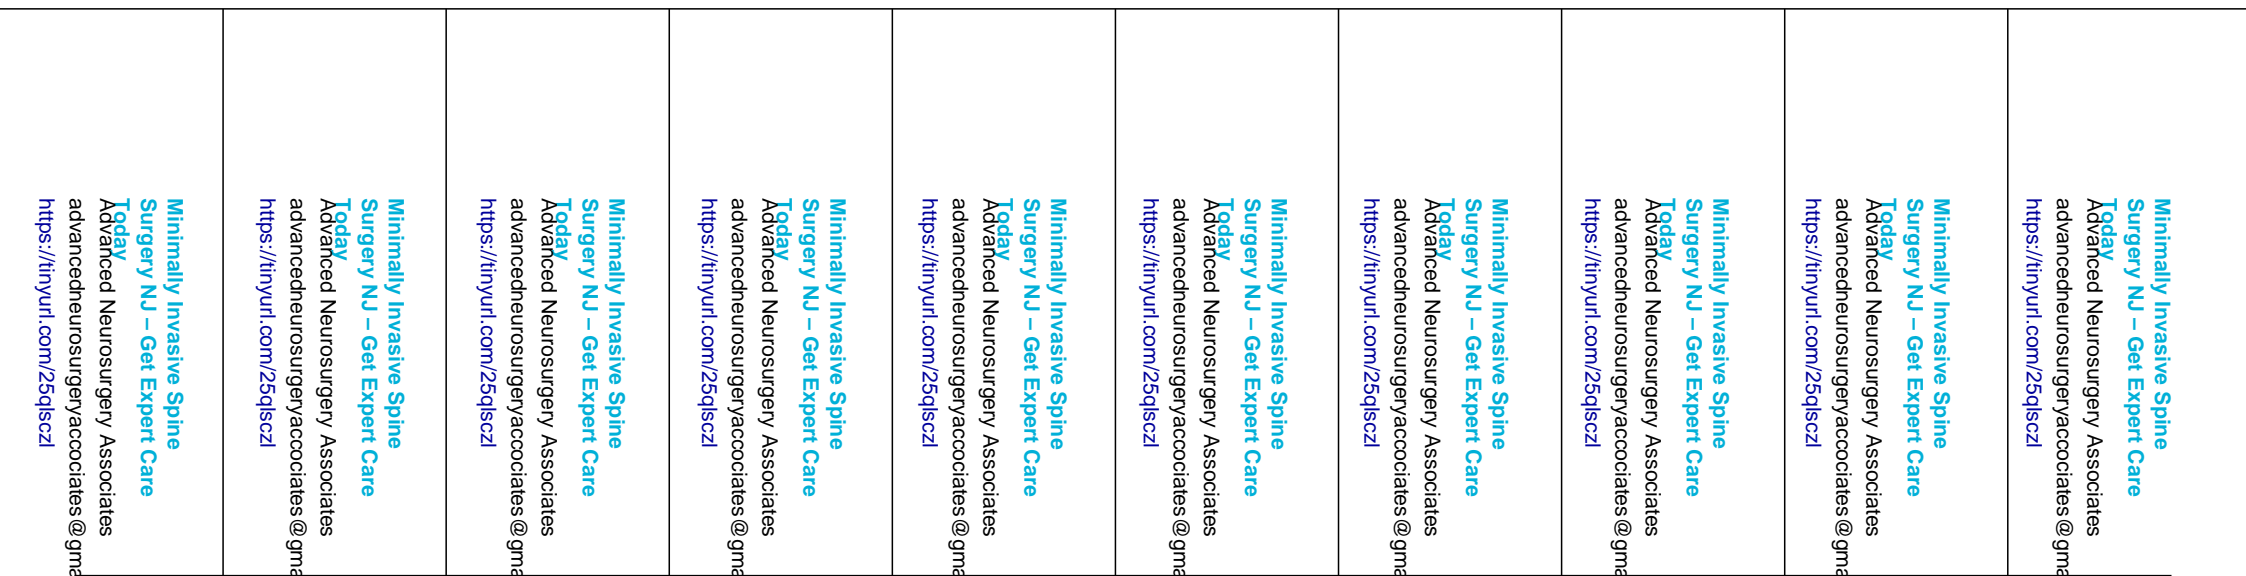 Minimally Invasive Spine
Surgery NJ – Get Expert Care
Today
Advanced Neurosurgery Associates
advancedneurosurgeryaccociates@gma
https://tinyurl.com/25qlsczl
Minimally Invasive Spine
Surgery NJ – Get Expert Care
Today
Advanced Neurosurgery Associates
advancedneurosurgeryaccociates@gma
https://tinyurl.com/25qlsczl
Minimally Invasive Spine
Surgery NJ – Get Expert Care
Today
Advanced Neurosurgery Associates
advancedneurosurgeryaccociates@gma
https://tinyurl.com/25qlsczl
Minimally Invasive Spine
Surgery NJ – Get Expert Care
Today
Advanced Neurosurgery Associates
advancedneurosurgeryaccociates@gma
https://tinyurl.com/25qlsczl
Minimally Invasive Spine
Surgery NJ – Get Expert Care
Today
Advanced Neurosurgery Associates
advancedneurosurgeryaccociates@gma
https://tinyurl.com/25qlsczl
Minimally Invasive Spine
Surgery NJ – Get Expert Care
Today
Advanced Neurosurgery Associates
advancedneurosurgeryaccociates@gma
https://tinyurl.com/25qlsczl
Minimally Invasive Spine
Surgery NJ – Get Expert Care
Today
Advanced Neurosurgery Associates
advancedneurosurgeryaccociates@gma
https://tinyurl.com/25qlsczl
Minimally Invasive Spine
Surgery NJ – Get Expert Care
Today
Advanced Neurosurgery Associates
advancedneurosurgeryaccociates@gma
https://tinyurl.com/25qlsczl
Minimally Invasive Spine
Surgery NJ – Get Expert Care
Today
Advanced Neurosurgery Associates
advancedneurosurgeryaccociates@gma
https://tinyurl.com/25qlsczl
Minimally Invasive Spine
Surgery NJ – Get Expert Care
Today
Advanced Neurosurgery Associates
advancedneurosurgeryaccociates@gma
https://tinyurl.com/25qlsczl